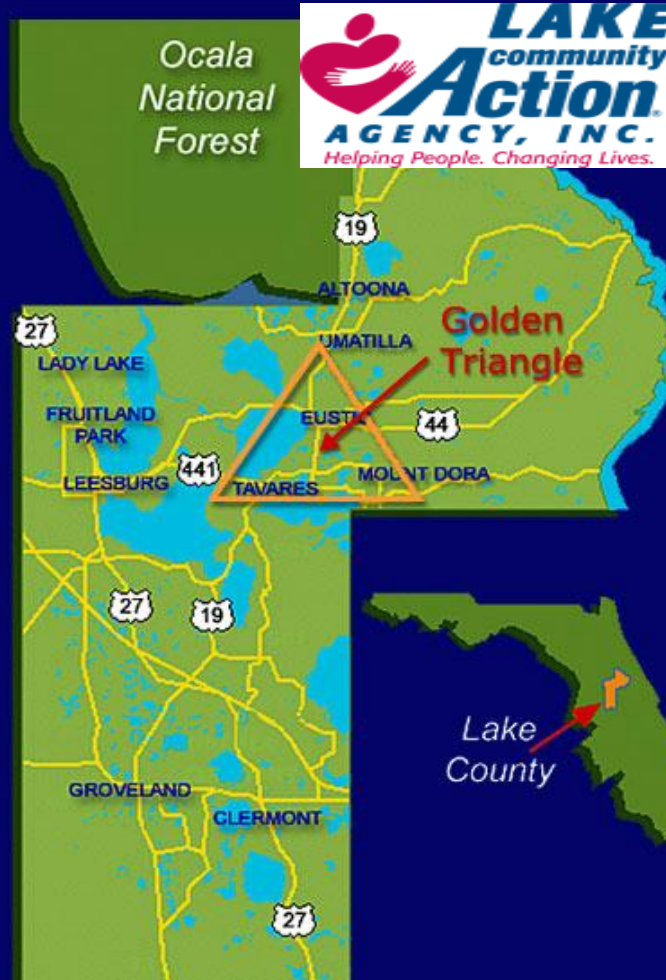 LAKE
community
Action
AGENCY, INC.
Helping People. Changing Lives.
Ocala
National
Forest
19
ALTOONA
27
UMATILLA
Golden
Triangle
LADY LAKE
FRUITLAND
PARK
EUSTIS
44
441
LEESBURG
TAVARES
MOUNT DORA
27
19
Lake
County
GROVELAND
CLERMONT
27